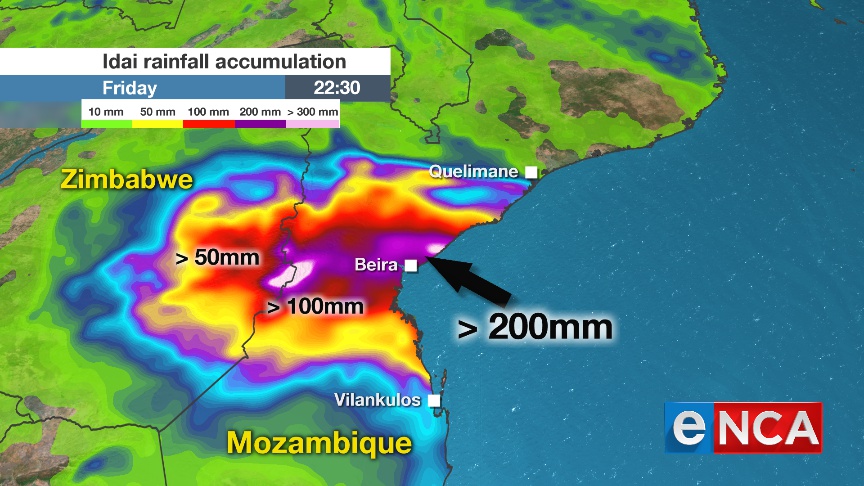 Idai rainfall accumulation
Friday 22:30
10 mm 50 mm 100 mm 200 mm > 300 mm
Quelimane
Zimbabwe
> 50mm
Beira
> 100mm
> 200mm
Vilankulos
Mozambique
eNCA